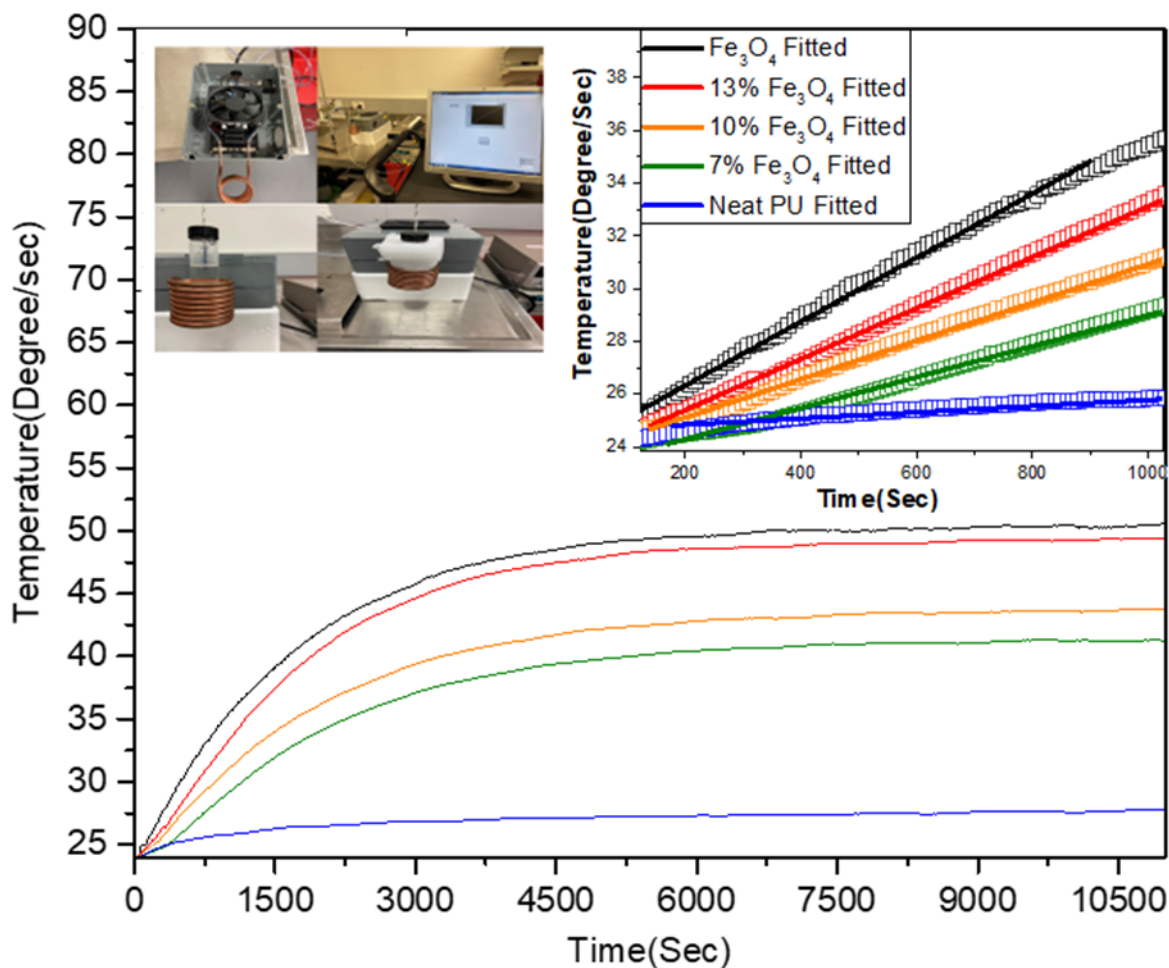 90
85
80
75
70
65
60
55
50
45
40
35
30
25
Temperature(Degree/sec)
0 1500 3000 4500 6000 7500 9000 10500
Time(Sec)
Fe₃O₄ Fitted
13% Fe₃O₄ Fitted
10% Fe₃O₄ Fitted
7% Fe₃O₄ Fitted
Neat PU Fitted
38
36
34
32
30
28
26
24
Temperature(Degree/Sec)
200 400 600 800 1000
Time(Sec)